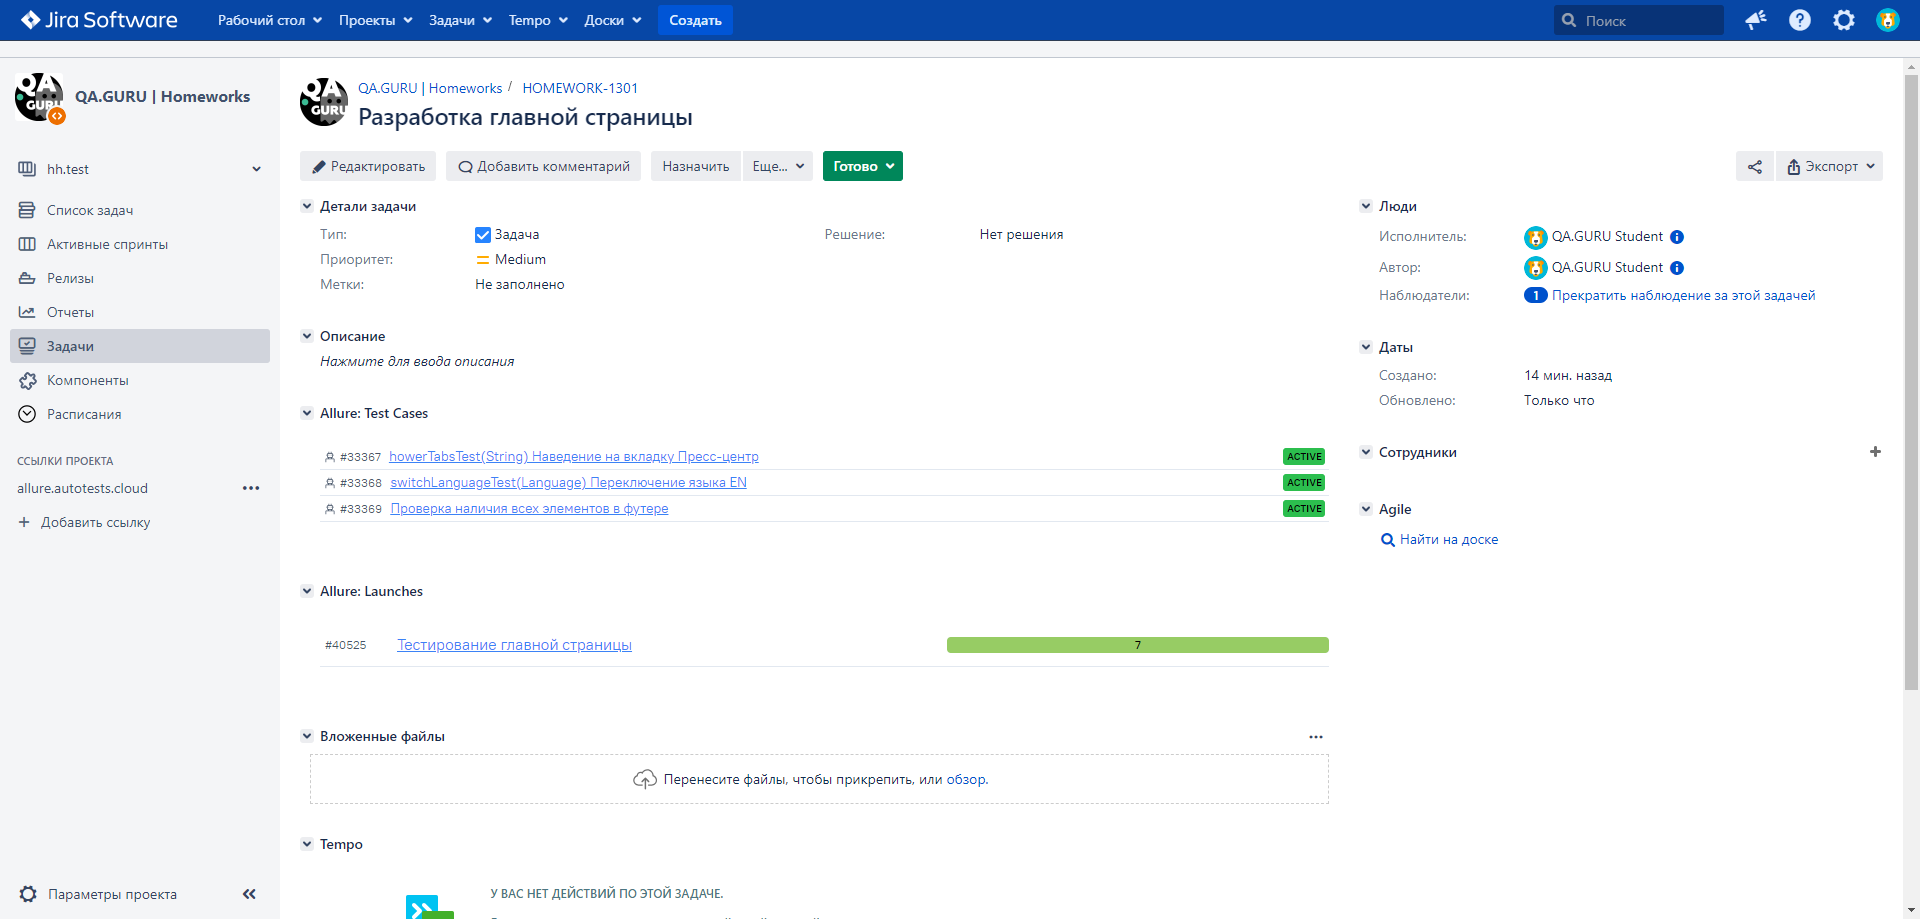 Jira Software Рабочий стол Проекты Задачи Tempo Доски Создать Поиск
QA GURU
QA.GURU | Homeworks
hh.test
Список задач
Активные спринты
Релизы
Отчеты
Задачи
Компоненты
Расписания
ССЫЛКИ ПРОЕКТА
allure.autotests.cloud
Добавить ссылку
Параметры проекта
QA GURU
QA.GURU | Homeworks / HOMEWORK-1301
Разработка главной страницы
Редактировать Добавить комментарий Назначить Еще... Готово Экспорт
Детали задачи
Тип: Задача Решение: Нет решения
Приоритет: Medium
Метки: Не заполнено
Описание
Нажмите для ввода описания
Allure: Test Cases
#33367 howerTabsTest(String) Наведение на вкладку Пресс-центр ACTIVE
#33368 switchLanguageTest(Language) Переключение языка EN ACTIVE
#33369 Проверка наличия всех элементов в футере ACTIVE
Allure: Launches
#40525 Тестирование главной страницы 7
Вложенные файлы
Перенесите файлы, чтобы прикрепить, или обзор.
Tempo
У ВАС НЕТ ДЕЙСТВИЙ ПО ЭТОЙ ЗАДАЧЕ.
Люди
Исполнитель: QA.GURU Student
Автор: QA.GURU Student
Наблюдатели: 1 Прекратить наблюдение за этой задачей
Даты
Создано: 14 мин. назад
Обновлено: Только что
Сотрудники
Agile
Найти на доске